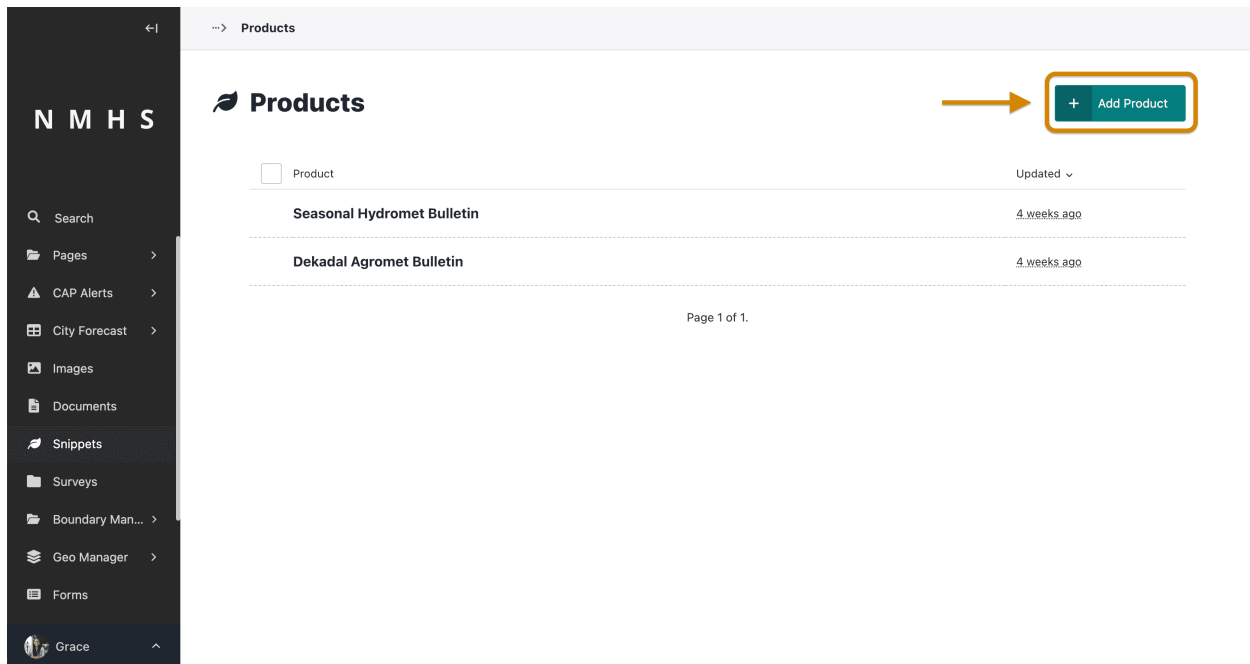 Products
N M H S
Products
Add Product
Product
Updated
Seasonal Hydromet Bulletin
4 weeks ago
Dekadal Agromet Bulletin
4 weeks ago
Page 1 of 1.
Search
Pages
CAP Alerts
City Forecast
Images
Documents
Snippets
Surveys
Boundary Man...
Geo Manager
Forms
Grace